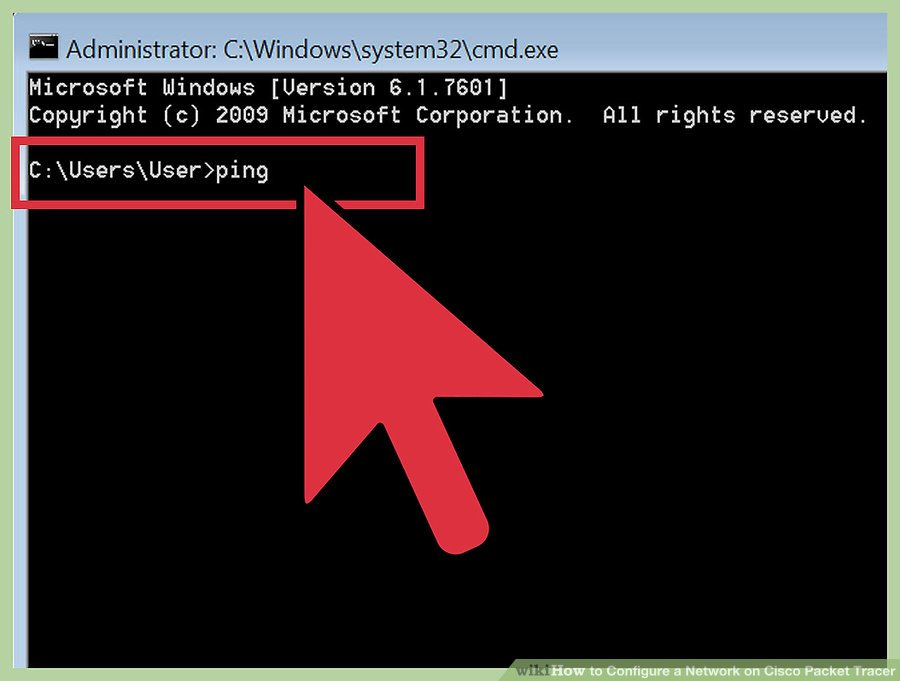 Administrator: C:\Windows\system32\cmd.exe
Microsoft Windows [Version 6.1.7601]
Copyright (c) 2009 Microsoft Corporation.  All rights reserved.
C:\Users\User>ping
wikiHow to Configure a Network on Cisco Packet Tracer